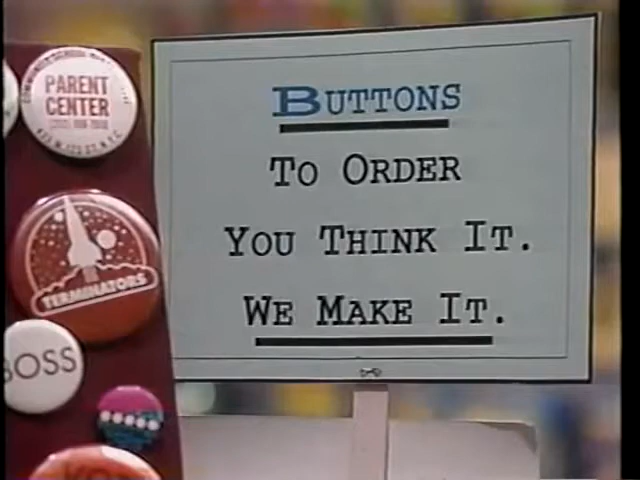 PARENT
CENTER
TERMINATORS
BOSS
BUTTONS
TO ORDER
YOU THINK IT.
WE MAKE IT.